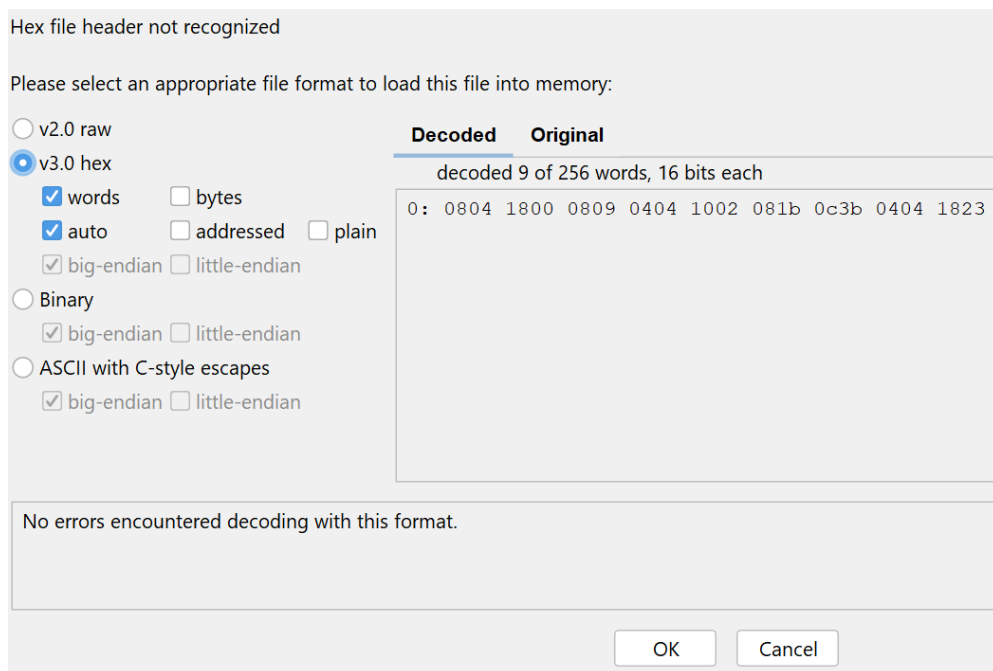 Hex file header not recognized
Please select an appropriate file format to load this file into memory:
v2.0 raw
v3.0 hex
words bytes
auto addressed plain
big-endian little-endian
Binary
big-endian little-endian
ASCII with C-style escapes
big-endian little-endian
Decoded Original
decoded 9 of 256 words, 16 bits each
0: 0804 1800 0809 0404 1002 081b 0c3b 0404 1823
No errors encountered decoding with this format.
OK Cancel